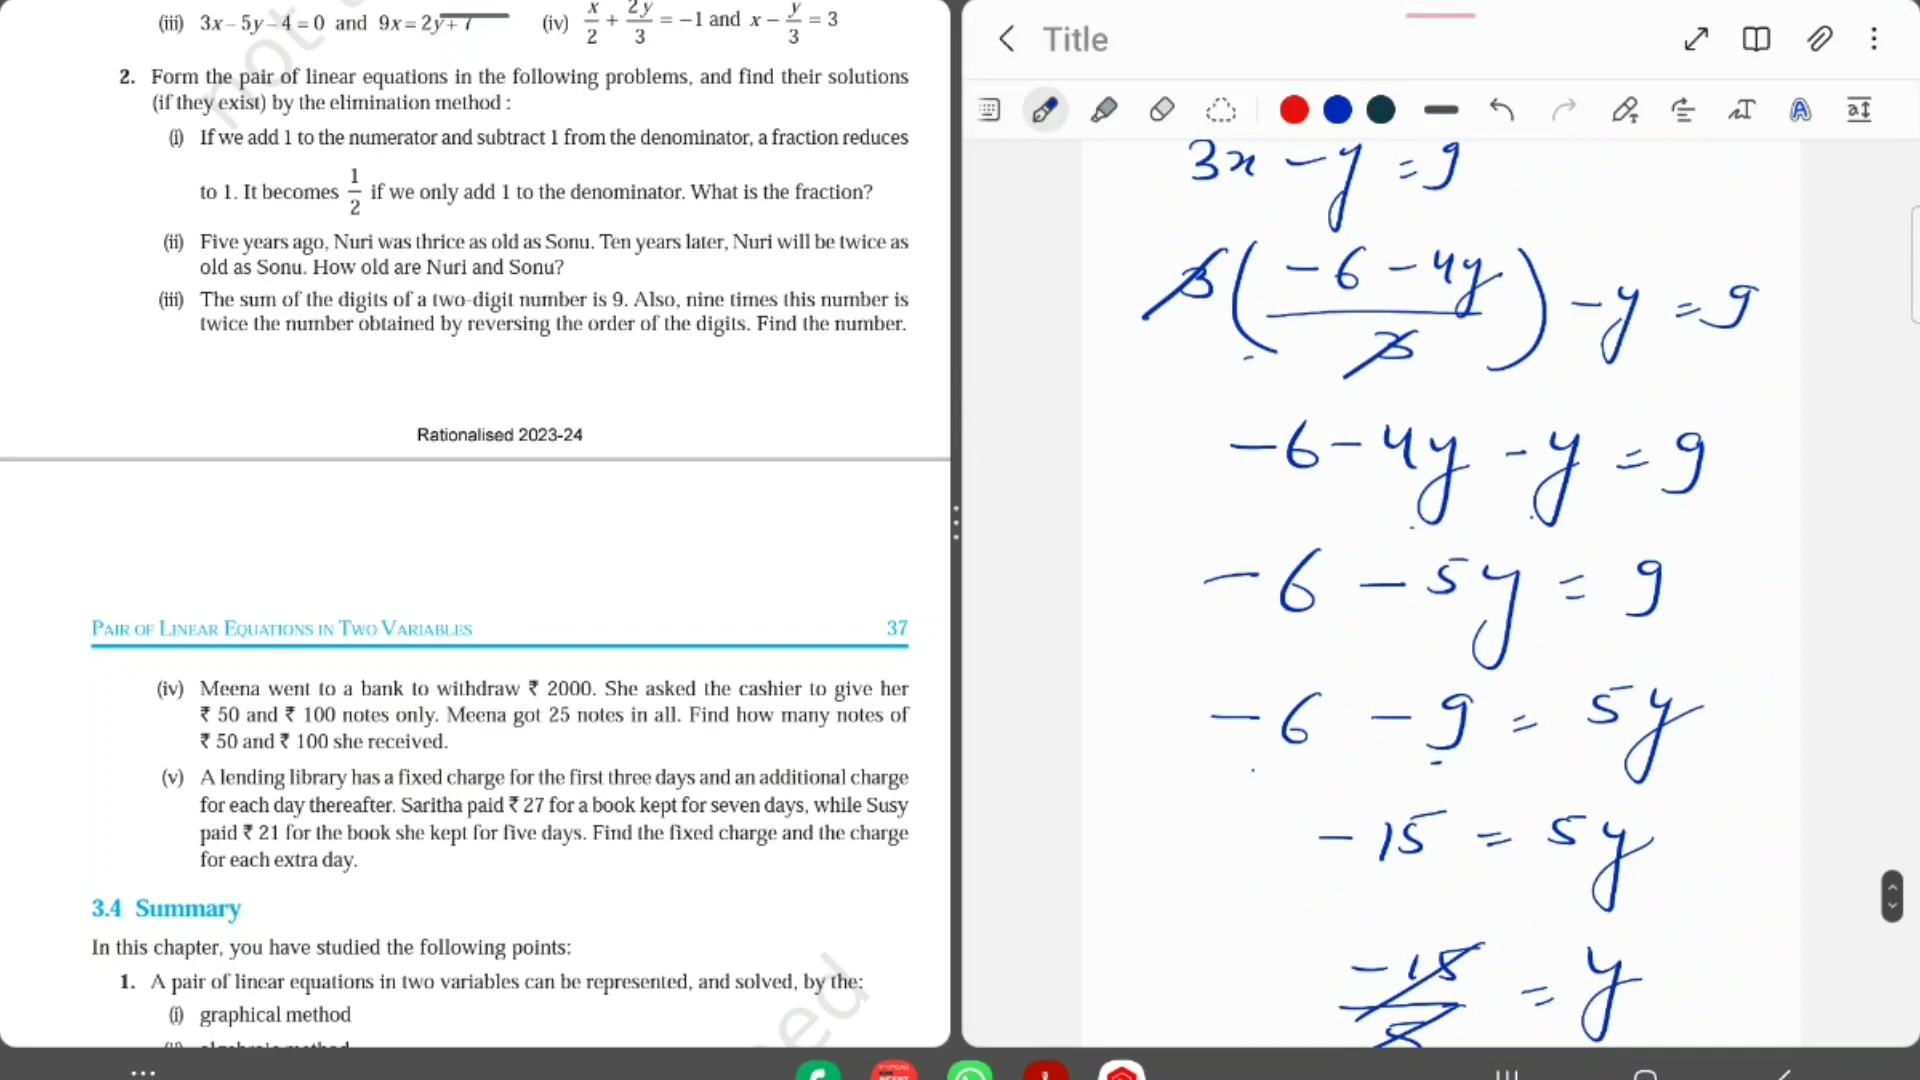 (iii) 3x – 5y – 4 = 0 and 9x = 2y + 7 (iv) x/2 + 2y/3 = –1 and x – y/3 = 3
2. Form the pair of linear equations in the following problems, and find their solutions
(if they exist) by the elimination method :
(i) If we add 1 to the numerator and subtract 1 from the denominator, a fraction reduces
to 1. It becomes 1/2 if we only add 1 to the denominator. What is the fraction?
(ii) Five years ago, Nuri was thrice as old as Sonu. Ten years later, Nuri will be twice as
old as Sonu. How old are Nuri and Sonu?
(iii) The sum of the digits of a two-digit number is 9. Also, nine times this number is
twice the number obtained by reversing the order of the digits. Find the number.
Rationalised 2023-24
PAIR OF LINEAR EQUATIONS IN TWO VARIABLES 37
(iv) Meena went to a bank to withdraw ₹ 2000. She asked the cashier to give her
₹ 50 and ₹ 100 notes only. Meena got 25 notes in all. Find how many notes of
₹ 50 and ₹ 100 she received.
(v) A lending library has a fixed charge for the first three days and an additional charge
for each day thereafter. Saritha paid ₹ 27 for a book kept for seven days, while Susy
paid ₹ 21 for the book she kept for five days. Find the fixed charge and the charge
for each extra day.
3.4 Summary
In this chapter, you have studied the following points:
1. A pair of linear equations in two variables can be represented, and solved, by the:
(i) graphical method
not
Title
3x - y = 9
3(-6 - 4y/3) - y = 9
-6 - 4y - y = 9
-6 - 5y = 9
-6 - 9 = 5y
-15 = 5y
-15/5 = y